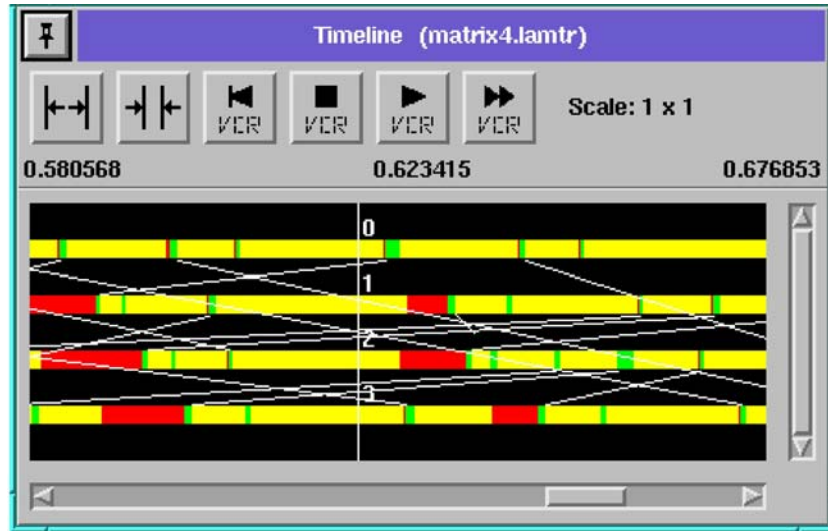 Timeline (matrix4.lamtr)
VCR VCR VCR VCR Scale: 1 x 1
0.580568 0.623415 0.676853
0
1
2
3